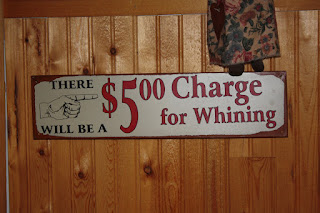 THERE
WILL BE A
$5.00 Charge
for Whining